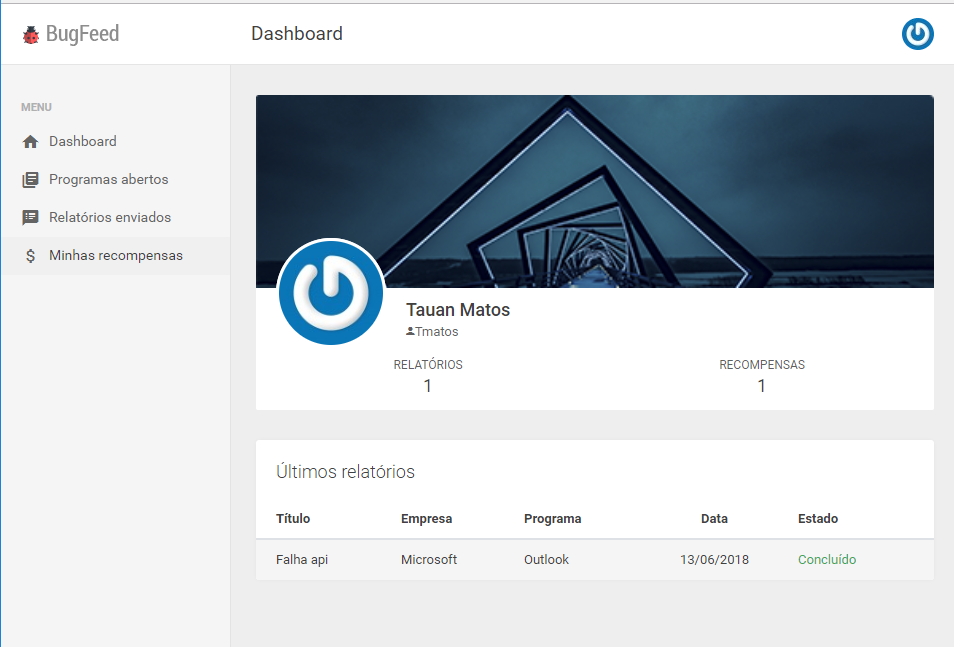 BugFeed
Dashboard
MENU
Dashboard
Programas abertos
Relatórios enviados
Minhas recompensas
Tauan Matos
Tmatos
RELATÓRIOS RECOMPENSAS
1 1
Últimos relatórios
Título Empresa Programa Data Estado
Falha api Microsoft Outlook 13/06/2018 Concluído